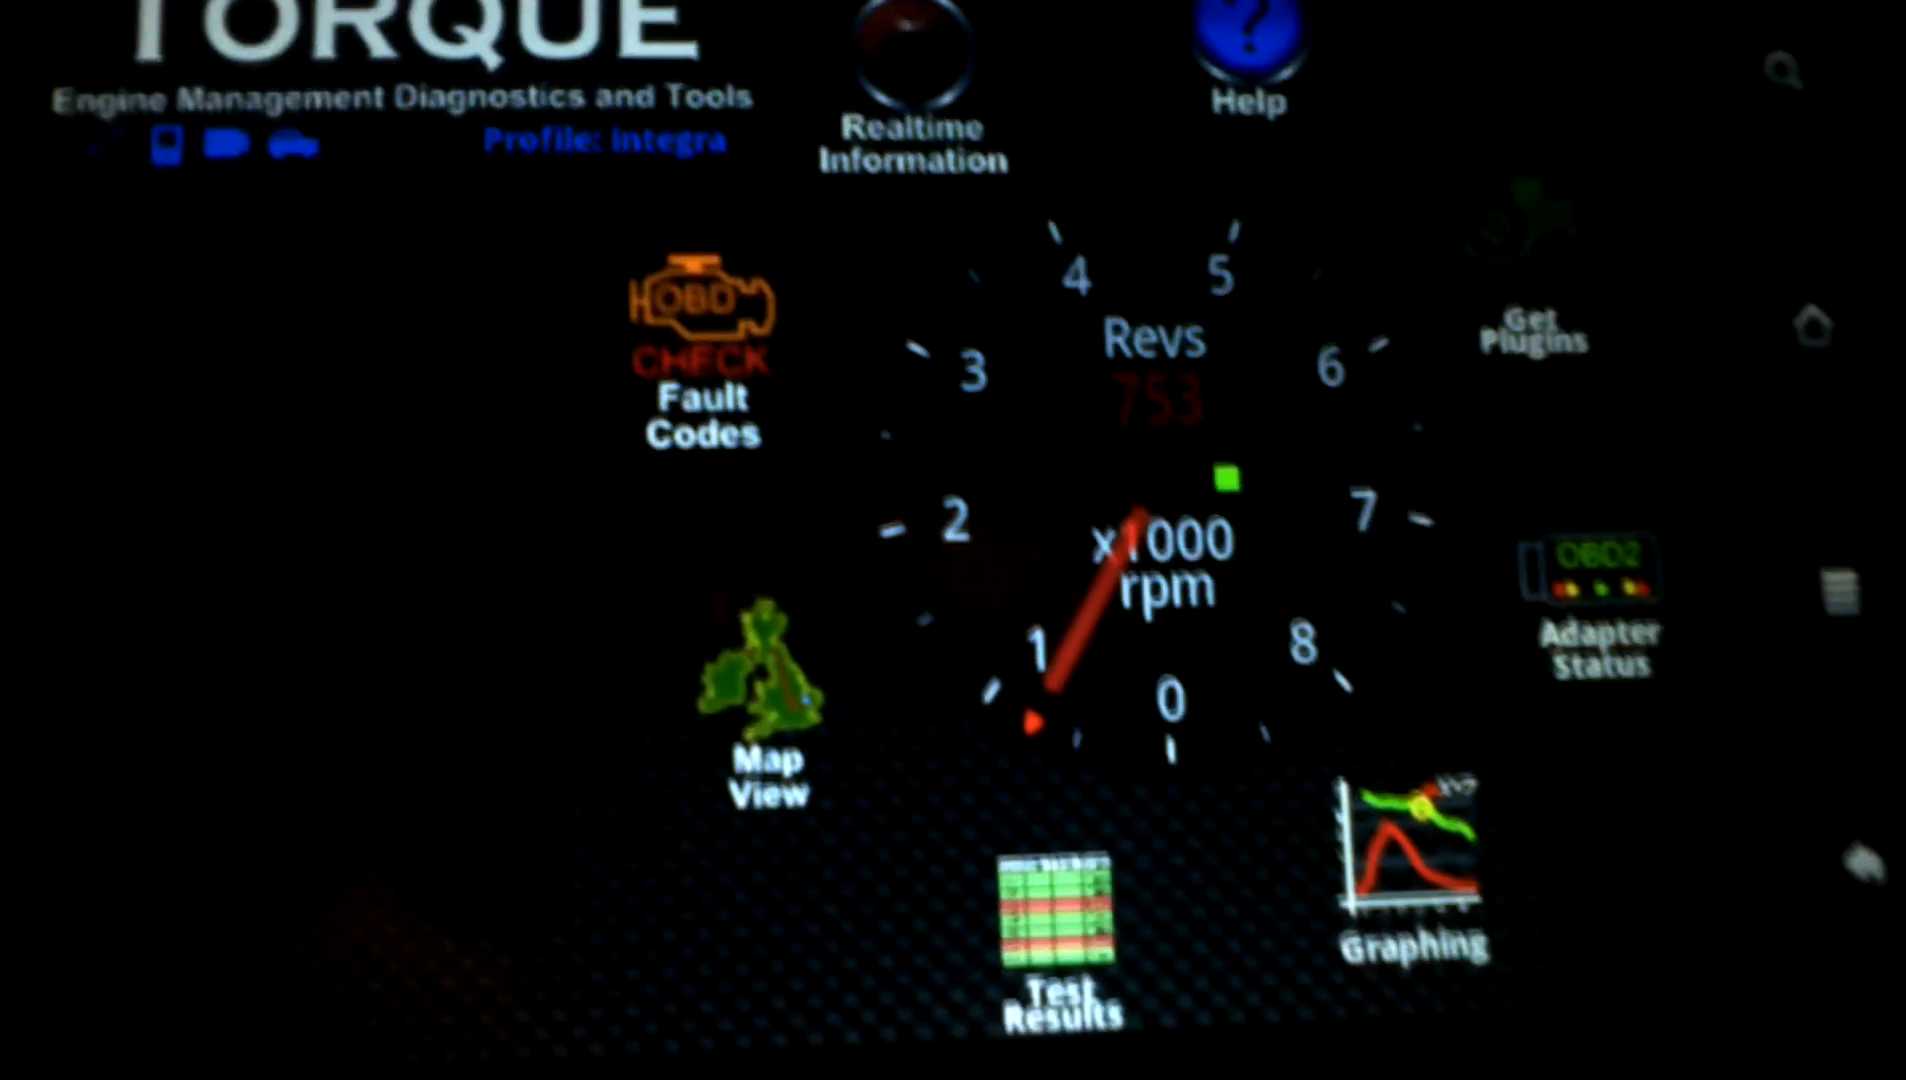 TORQUE
Engine Management Diagnostics and Tools
Profile: integra
Realtime
Information
?
Help
OBD
CHECK
Fault
Codes
4
5
Revs
3
6
753
Get
Plugins
2
7
x1000
rpm
OBD2
Adapter
Status
1
8
0
Map
View
Graphing
Test
Results